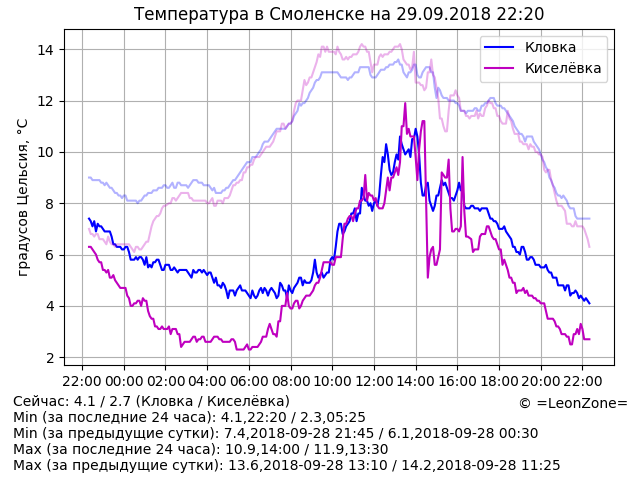 Температура в Смоленске на 29.09.2018 22:20
Кловка
Киселёвка
градусов Цельсия, °C
14
12
10
8
6
4
2
22:00 00:00 02:00 04:00 06:00 08:00 10:00 12:00 14:00 16:00 18:00 20:00 22:00
Сейчас: 4.1 / 2.7 (Кловка / Киселёвка)
© =LeonZone=
Min (за последние 24 часа): 4.1,22:20 / 2.3,05:25
Min (за предыдущие сутки): 7.4,2018-09-28 21:45 / 6.1,2018-09-28 00:30
Max (за последние 24 часа): 10.9,14:00 / 11.9,13:30
Max (за предыдущие сутки): 13.6,2018-09-28 13:10 / 14.2,2018-09-28 11:25